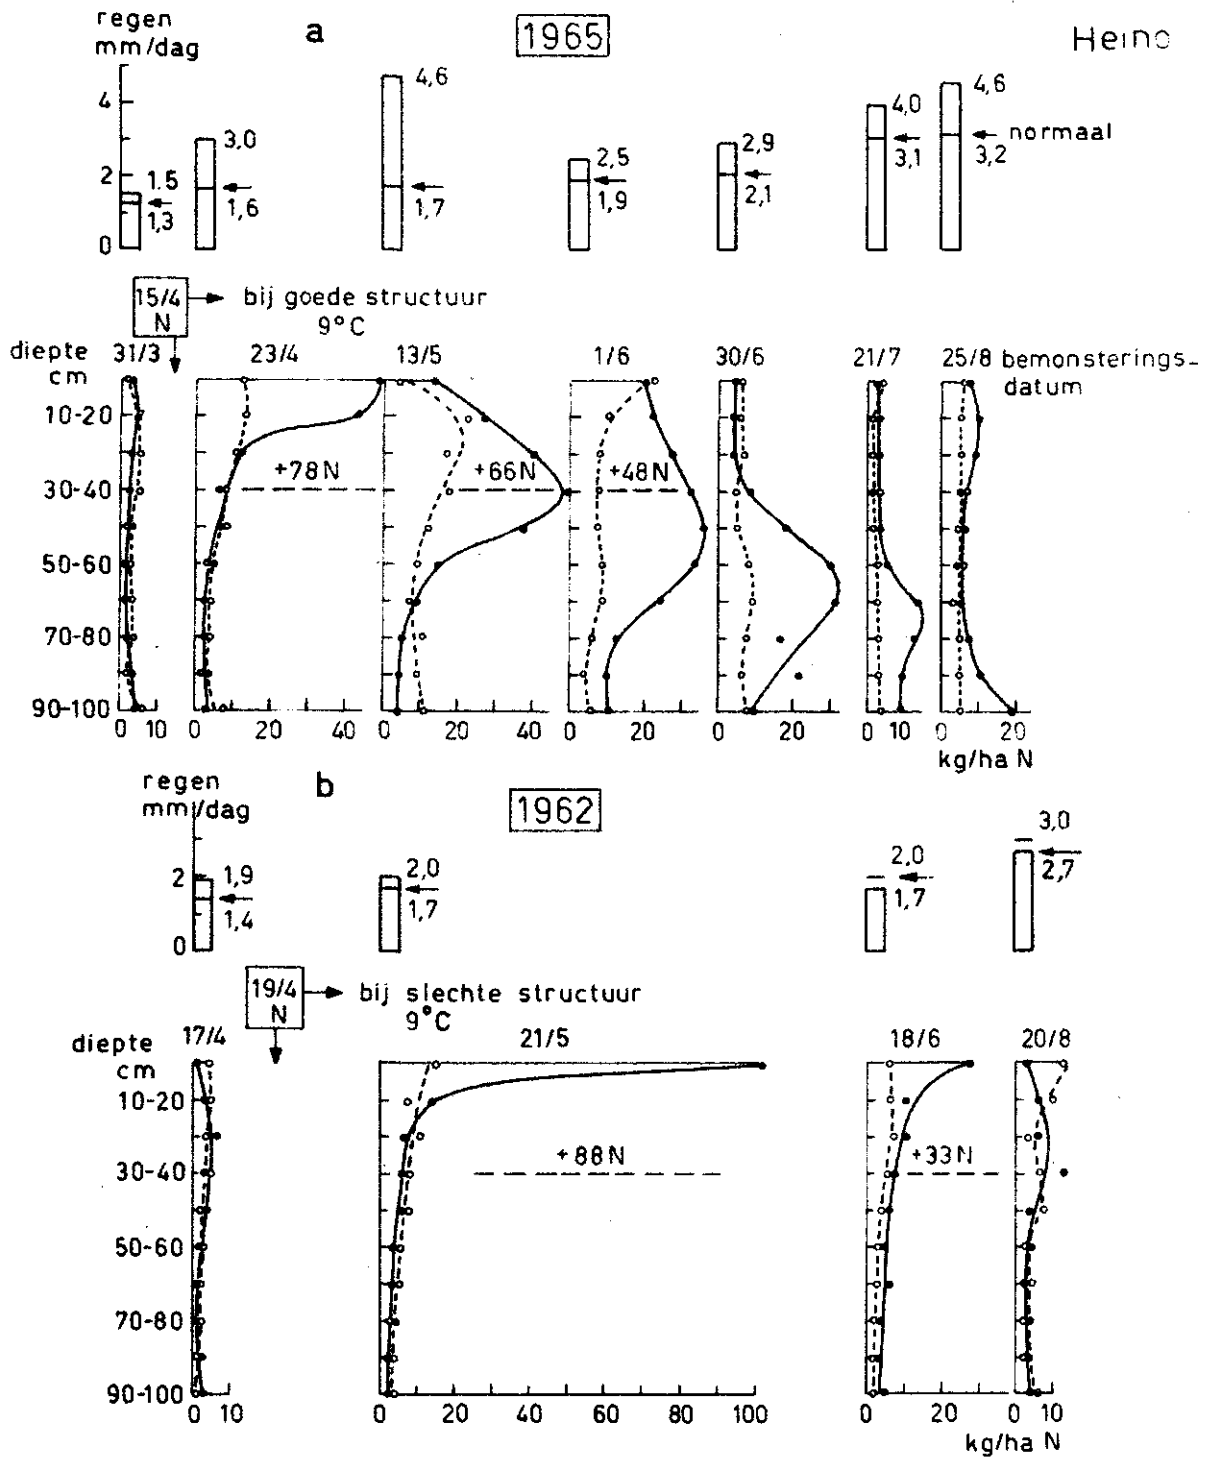 regen
mm/dag
a
1965
Heino
4
2
0
1.5
1,3
3,0
1,6
4,6
1,7
2,5
1,9
2,9
2,1
4,0
3,1
4,6
normaal
3,2
15/4
N
bij goede structuur
9°C
diepte
cm
31/3
23/4
13/5
1/6
30/6
21/7
25/8
bemonsterings-
datum
10-20
30-40
50-60
70-80
90-100
+78N
+66N
+48N
0 10
0 20 40
0 20 40
0 20
0 20
0 10
0 20
kg/ha N
regen
mm/dag
b
1962
2
0
1,9
1,4
2,0
1,7
2,0
1,7
3,0
2,7
19/4
N
bij slechte structuur
9°C
diepte
cm
17/4
21/5
18/6
20/8
10-20
30-40
50-60
70-80
90-100
+88N
+33N
0 10
0 20 40 60 80 100
0 10 20
0 10
kg/ha N